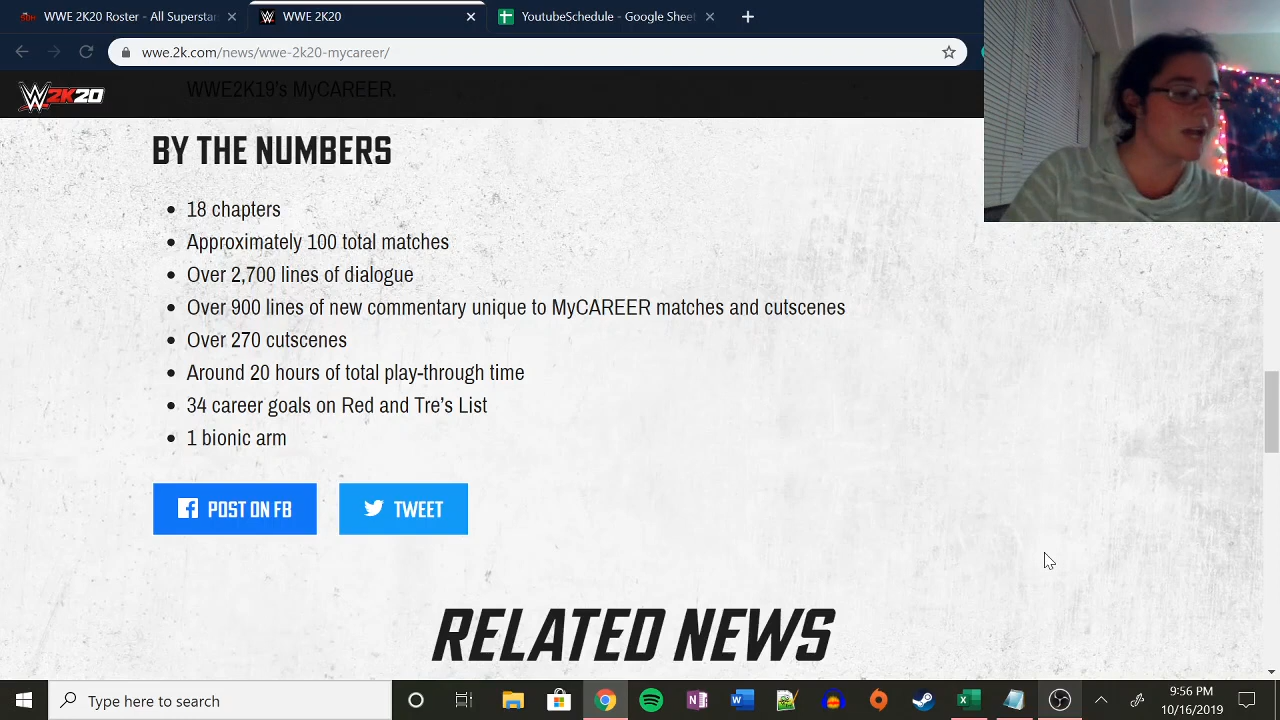 WWE 2K20 Roster - All Superstar
WWE 2K20
YoutubeSchedule - Google Sheet
wwe.2k.com/news/wwe-2k20-mycareer/
WWE2K19's MyCAREER.
W 2K20
BY THE NUMBERS
18 chapters
Approximately 100 total matches
Over 2,700 lines of dialogue
Over 900 lines of new commentary unique to MyCAREER matches and cutscenes
Over 270 cutscenes
Around 20 hours of total play-through time
34 career goals on Red and Tre's List
1 bionic arm
POST ON FB
TWEET
RELATED NEWS
Type here to search
9:56 PM
10/16/2019